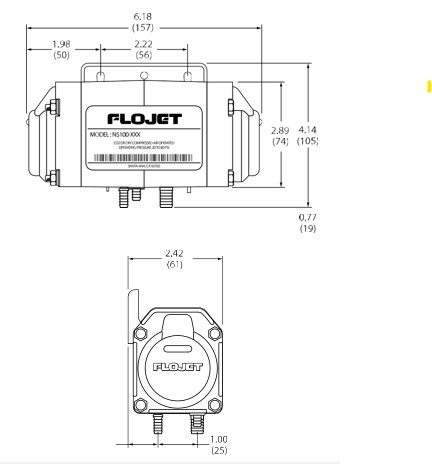 6.18
(157)
1.98
(50)
2.22
(56)
FLOJET
MODEL: N5100-XXX
CO2 OR DRY COMPRESSED AIR OPERATED
OPERATING PRESSURE 20 TO 80 PSI
SANTA ANA, CA 92705
2.89
(74)
4.14
(105)
0.77
(19)
2.42
(61)
FLOJET
1.00
(25)